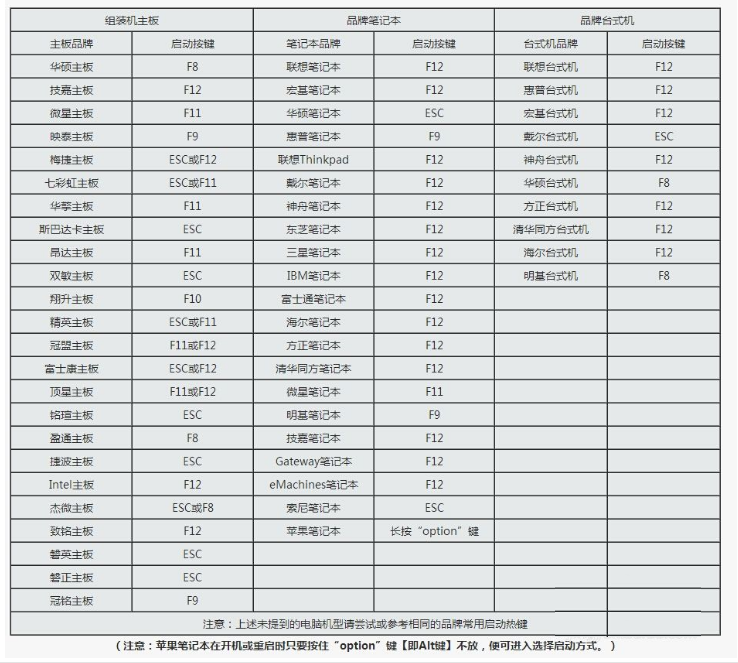 组装机主板 品牌笔记本 品牌台式机
主板品牌 启动按键 笔记本品牌 启动按键 台式机品牌 启动按键
华硕主板 F8 联想笔记本 F12 联想台式机 F12
技嘉主板 F12 宏基笔记本 F12 惠普台式机 F12
微星主板 F11 华硕笔记本 ESC 宏基台式机 F12
映泰主板 F9 惠普笔记本 F9 戴尔台式机 ESC
梅捷主板 ESC或F12 联想Thinkpad F12 神舟台式机 F12
七彩虹主板 ESC或F11 戴尔笔记本 F12 华硕台式机 F8
华擎主板 F11 神舟笔记本 F12 方正台式机 F12
斯巴达卡主板 ESC 东芝笔记本 F12 清华同方台式机 F12
昂达主板 F11 三星笔记本 F12 海尔台式机 F12
双敏主板 ESC IBM笔记本 F12 明基台式机 F8
翔升主板 F10 富士通笔记本 F12
精英主板 ESC或F11 海尔笔记本 F12
冠盟主板 F11或F12 方正笔记本 F12
富士康主板 ESC或F12 清华同方笔记本 F12
顶星主板 F11或F12 微星笔记本 F11
铭瑄主板 ESC 明基笔记本 F9
盈通主板 F8 技嘉笔记本 F12
捷波主板 ESC Gateway笔记本 F12
Intel主板 F12 eMachines笔记本 F12
杰微主板 ESC或F8 索尼笔记本 ESC
致铭主板 F12 苹果笔记本 长按“option”键
磐英主板 ESC
磐正主板 ESC
冠铭主板 F9
注意：上述未提到的电脑机型请尝试或参考相同的品牌常用启动热键
（注意：苹果笔记本在开机或重启时只要按住“option”键【即Alt键】不放，便可进入选择启动方式。）